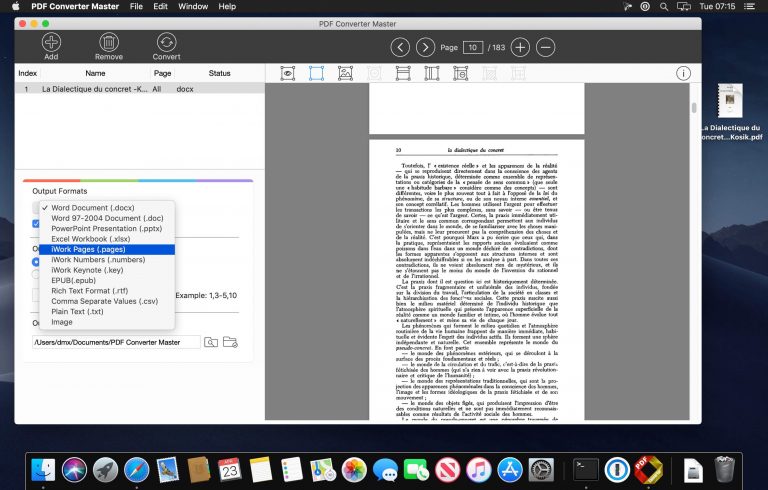 PDF Converter Master File Edit Window Help
Tue 07:15
PDF Converter Master
Add Remove Convert
Page 10 / 183
Index Name Page Status
1 La Dialectique du concret -K... All docx
La Dialectique du
concret...Kosik.pdf
Output Formats
✓ Word Document (.docx)
Word 97-2004 Document (.doc)
PowerPoint Presentation (.pptx)
Excel Workbook (.xlsx)
iWork Pages (.pages)
iWork Numbers (.numbers)
iWork Keynote (.key)
EPUB(.epub)
Rich Text Format (.rtf)
Comma Separate Values (.csv)
Plain Text (.txt)
Image
Example: 1,3-5,10
/Users/dmx/Documents/PDF Converter Master
10 la dialectique du concret
Toutefois, l' « existence réelle » et les apparences de la réalité
— qui se reproduisent directement dans la conscience des agents
de la praxis historique, déterminée comme ensemble de représen-
tations ou catégories de la « pensée de sens commun » (que seule
une « habitude barbare » considère comme des concepts) — sont
différentes, voire le plus souvent tout à fait à l'opposé de la loi du
phénomène, de sa structure, ou de son noyau interne essentiel, et
son concept corrélatif. Les hommes utilisent l'argent pour effectuer
les transactions les plus complexes, sans savoir — ou être tenus
de savoir — ce qu'est l'argent. Certes, la praxis immédiatement uti-
litaire et le sens commun correspondant permettent aux individus
d's'orienter dans le monde, de se familiariser avec les choses mani-
pulées, mais ne leur procurent pas la compréhension des choses et
de la réalité. C'est pourquoi Marx a pu écrire que ceux qui, dans
la pratique, représentaient les rapports sociaux évoluaient comme
poissons dans l'eau dans un monde déduit de contradictions, dont
les formes apparentes s'opposent aux structures internes et sont
absolument indéchiffrables si on les analyse à part. Dans toutes ces
contradictions, ils ne voient absolument rien de mystérieux, et ils
ne s'étonnent pas le moins du monde de l'inversion du rationnel
et de l'irrationnel.
La praxis dont il est question ici est historiquement déterminée.
C'est la praxis fragmentaire et unilatérale des individus, fondée
sur la division du travail, l'articulation de la société en classes et
la hiérarchisation des fonctions sociales. Cette praxis suscite aussi
bien le milieu matériel déterminé de l'individu historique que
l'atmosphère spirituelle qui présente l'apparence superficielle de la
réalité comme un monde familier et intime, où l'homme évolue tout
« naturellement » et mène sa vie de chaque jour.
Les phénomènes qui forment le milieu quotidien et l'atmosphère
routinière de la vie humaine frappent de manière immédiate, habi-
tuelle et évidente l'esprit des individus actifs. Ils forment une sphère
indépendante et naturelle. Cet ensemble représente le monde du
pseudo-concret. En font partie
— le monde des phénomènes extérieurs, qui se déroulent à la
surface des procès fondamentaux et réels ;
— le monde de la circulation et du trafic, c'est-à-dire de la praxis
fétichisée des hommes (qui n'a rien à voir avec la praxis révolution-
naire et critique de l'humanité) ;
— le monde des représentations traditionnelles, qui sont la pro-
jection des apparences phénoménales dans la conscience des hommes,
l'image et les formes idéologiques de la praxis fétichisée et de son
mouvement ;
— le monde des objets figés, qui produisent l'impression d'être
des conditions naturelles et ne sont pas immédiatement reconnais-
sables comme résultats de l'activité sociale des hommes.
23
PDF